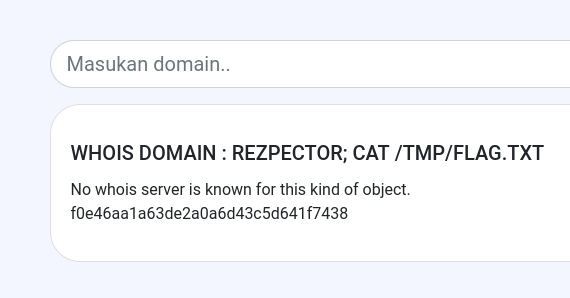 Masukan domain..
WHOIS DOMAIN : REZPECTOR; CAT /TMP/FLAG.TXT
No whois server is known for this kind of object.
f0e46aa1a63de2a0a6d43c5d641f7438